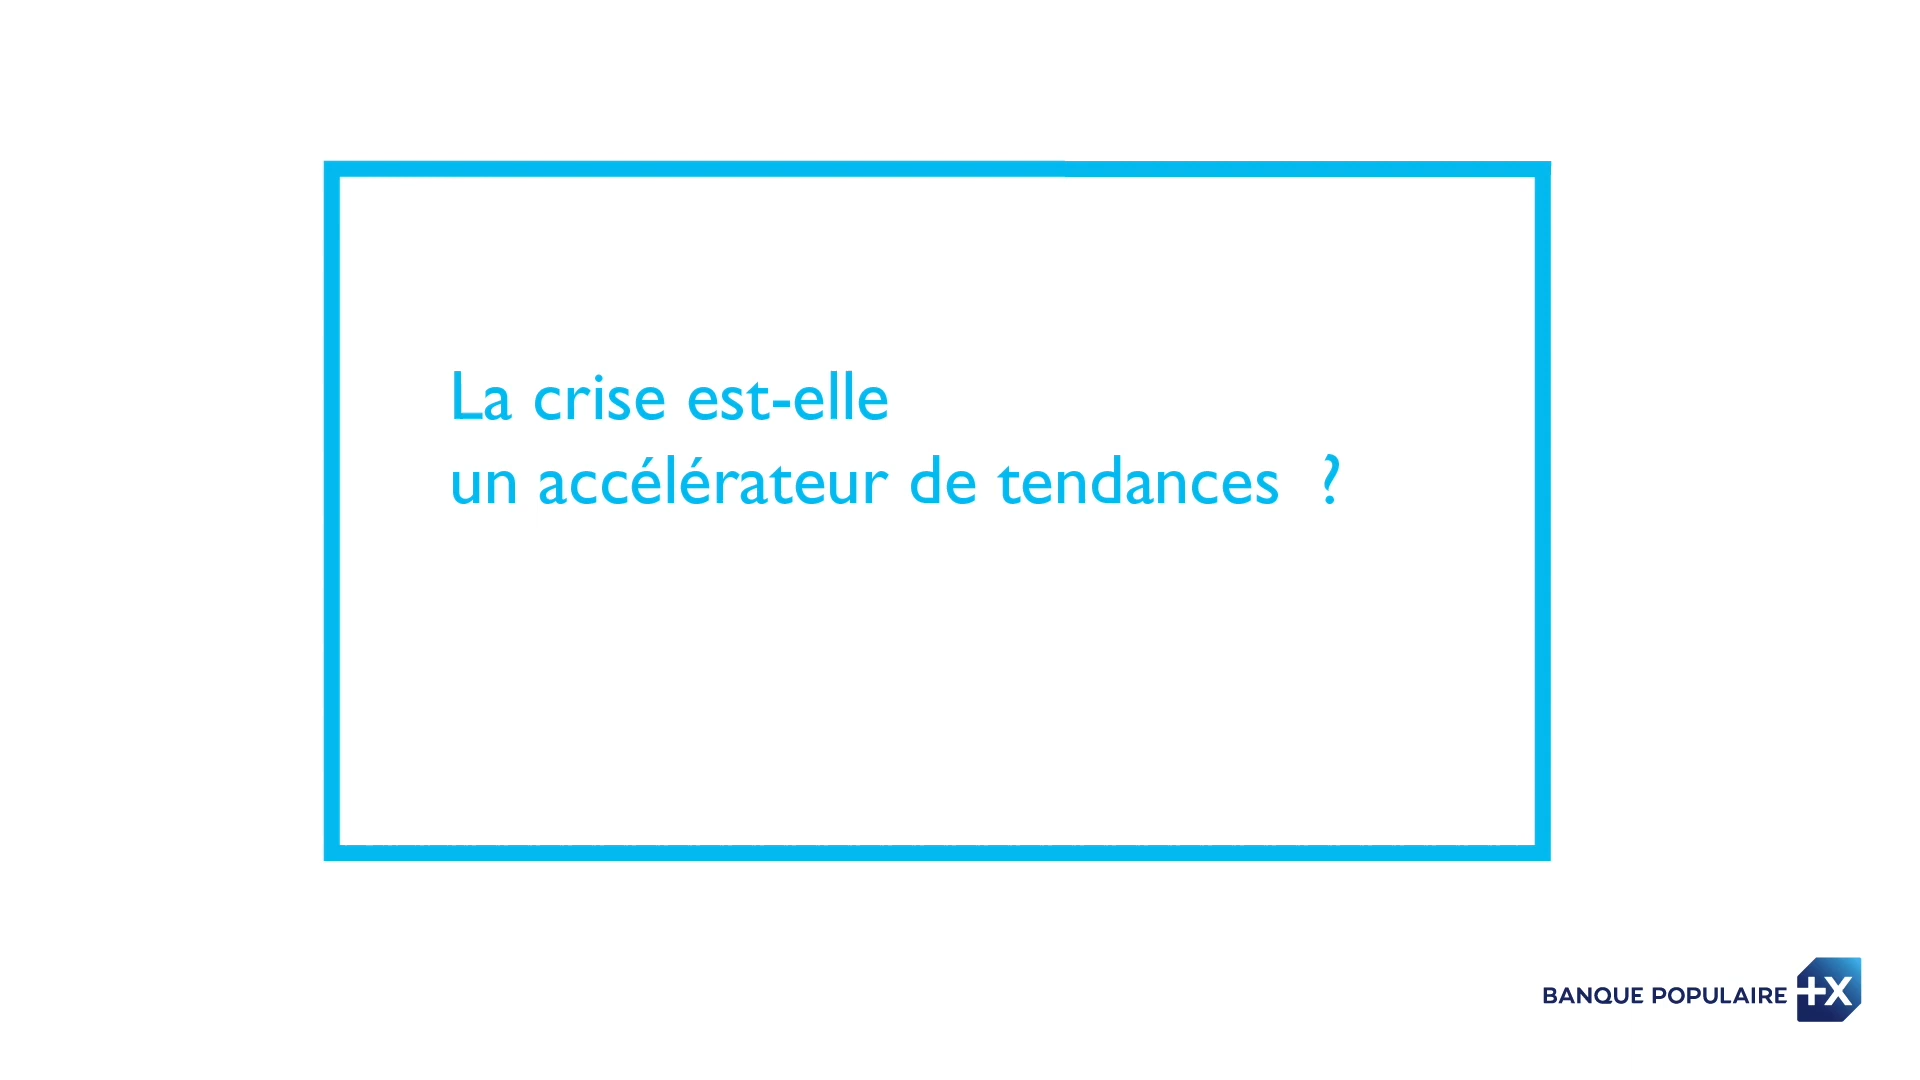 La crise est-elle
un accélérateur de tendances  ?
BANQUE POPULAIRE +X